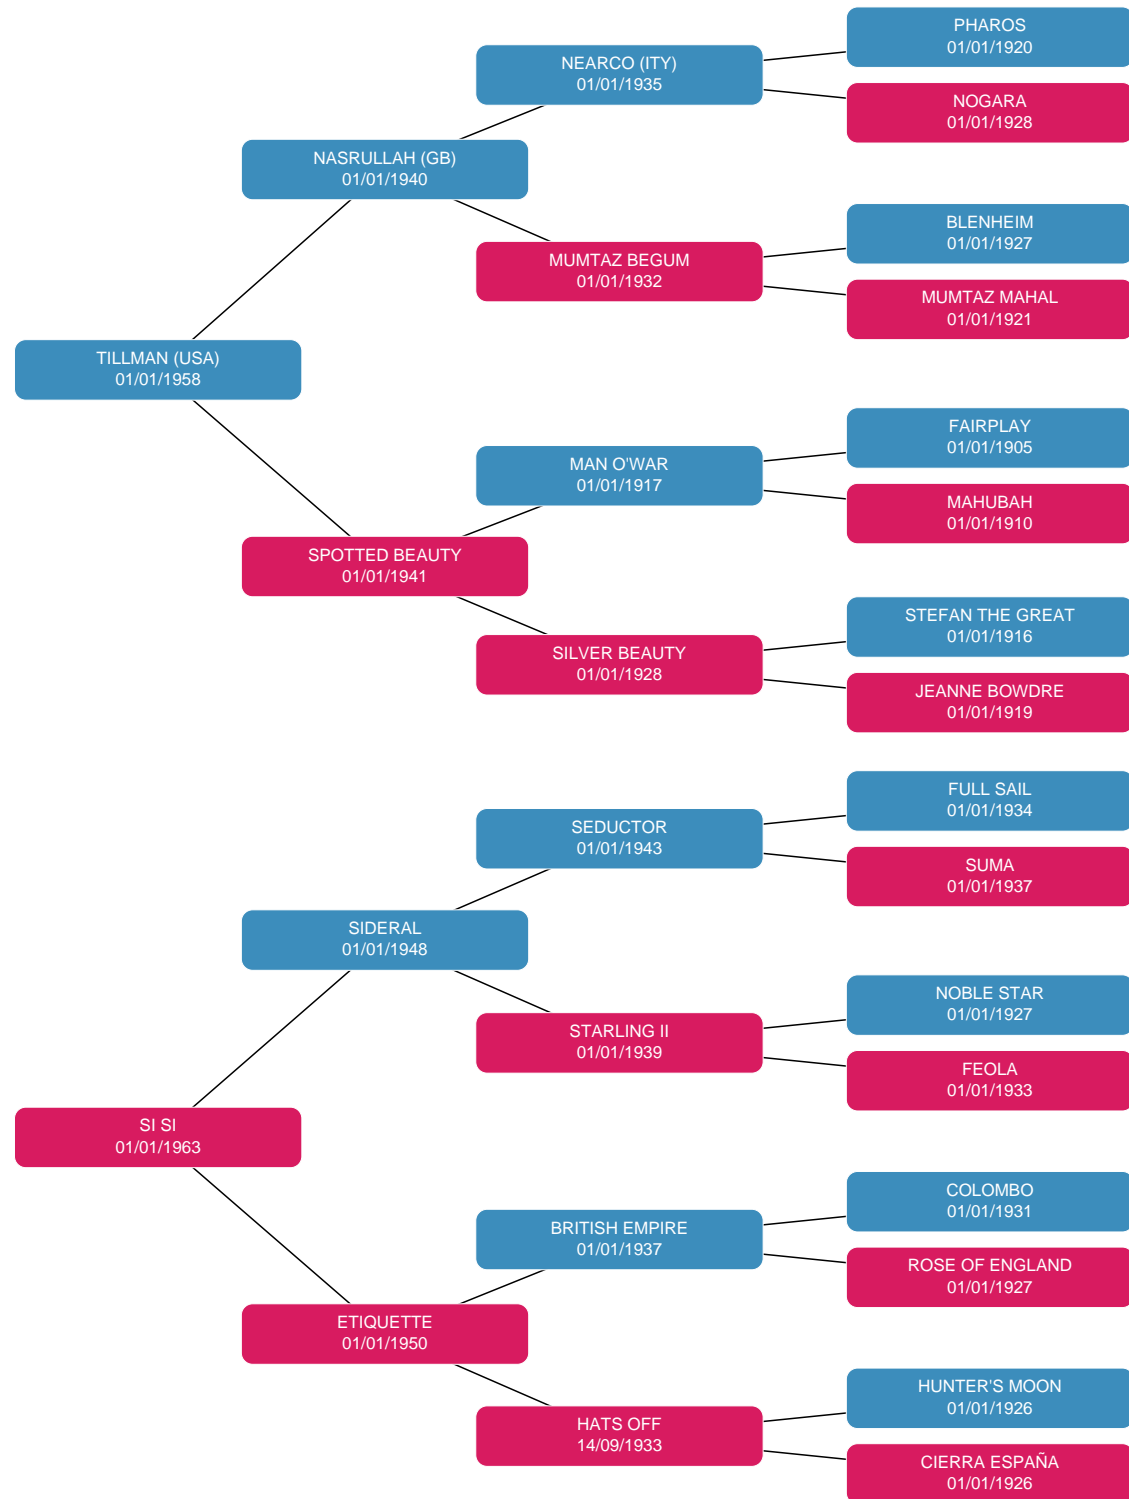 PHAROS
01/01/1920
NEARCO (ITY)
01/01/1935
NOGARA
01/01/1928
NASRULLAH (GB)
01/01/1940
BLENHEIM
01/01/1927
MUMTAZ BEGUM
01/01/1932
MUMTAZ MAHAL
01/01/1921
TILLMAN (USA)
01/01/1958
FAIRPLAY
01/01/1905
MAN O'WAR
01/01/1917
MAHUBAH
01/01/1910
SPOTTED BEAUTY
01/01/1941
STEFAN THE GREAT
01/01/1916
SILVER BEAUTY
01/01/1928
JEANNE BOWDRE
01/01/1919
FULL SAIL
01/01/1934
SEDUCTOR
01/01/1943
SUMA
01/01/1937
SIDERAL
01/01/1948
NOBLE STAR
01/01/1927
STARLING II
01/01/1939
FEOLA
01/01/1933
SI SI
01/01/1963
COLOMBO
01/01/1931
BRITISH EMPIRE
01/01/1937
ROSE OF ENGLAND
01/01/1927
ETIQUETTE
01/01/1950
HUNTER'S MOON
01/01/1926
HATS OFF
14/09/1933
CIERRA ESPAÑA
01/01/1926